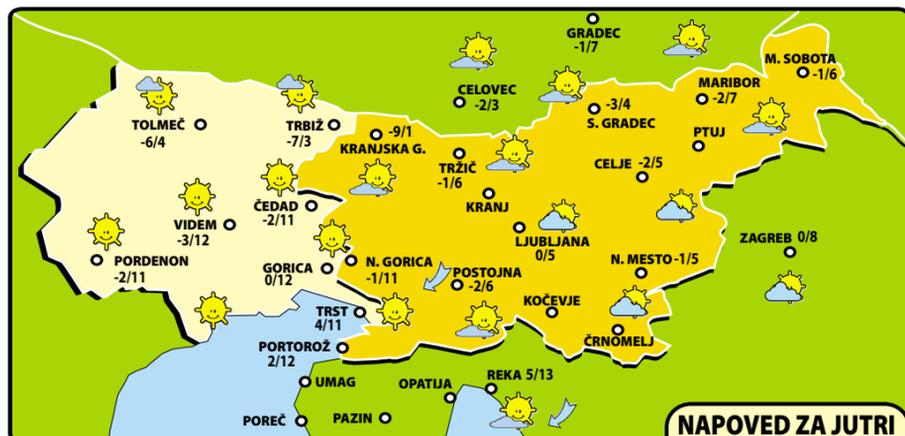 GRADEC
-1/7
M. SOBOTA
-1/6
CELOVEC
-2/3
MARIBOR
-2/7
-3/4
S. GRADEC
TOLMEČ
-6/4
TRBIŽ
-7/3
-9/1
KRANJSKA G.
PTUJ
TRŽIČ
-1/6
CELJE -2/5
KRANJ
ČEDAD
-2/11
VIDEM
-3/12
LJUBLJANA
0/5
ZAGREB 0/8
PORDENON
-2/11
GORICA
0/12
N. GORICA
-1/11
POSTOJNA
-2/6
N. MESTO -1/5
KOČEVJE
TRST
4/11
ČRNOMELJ
PORTOROŽ
2/12
UMAG
OPATIJA
REKA 5/13
POREČ
PAZIN
NAPOVED ZA JUTRI